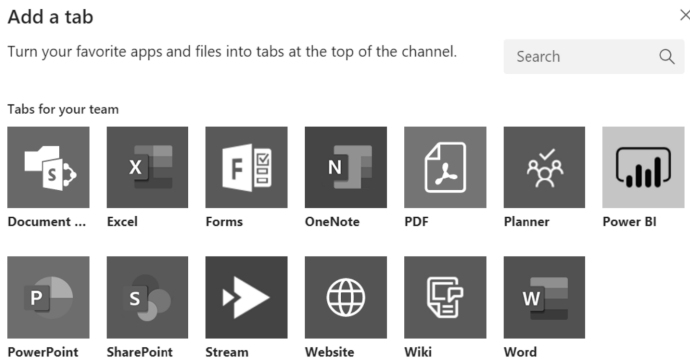 Add a tab
Turn your favorite apps and files into tabs at the top of the channel.
Search
Tabs for your team
S
X
F
N
Document ...
Excel
Forms
OneNote
PDF
Planner
Power BI
P
S
W
PowerPoint
SharePoint
Stream
Website
Wiki
Word